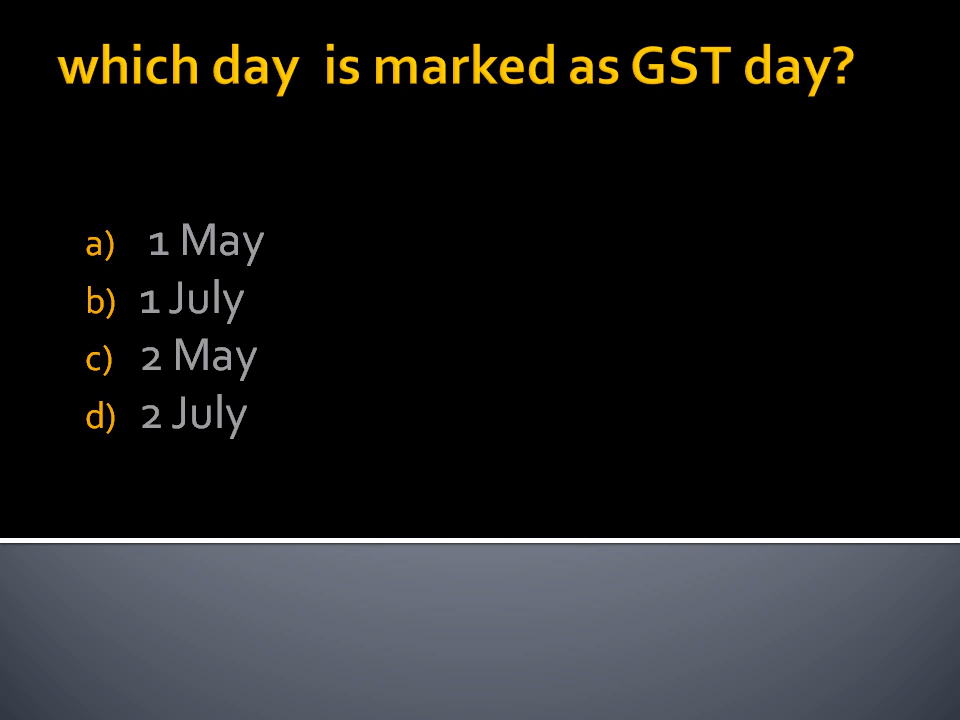 which day  is marked as GST day?
a)  1 May
b) 1 July
c) 2 May
d) 2 July